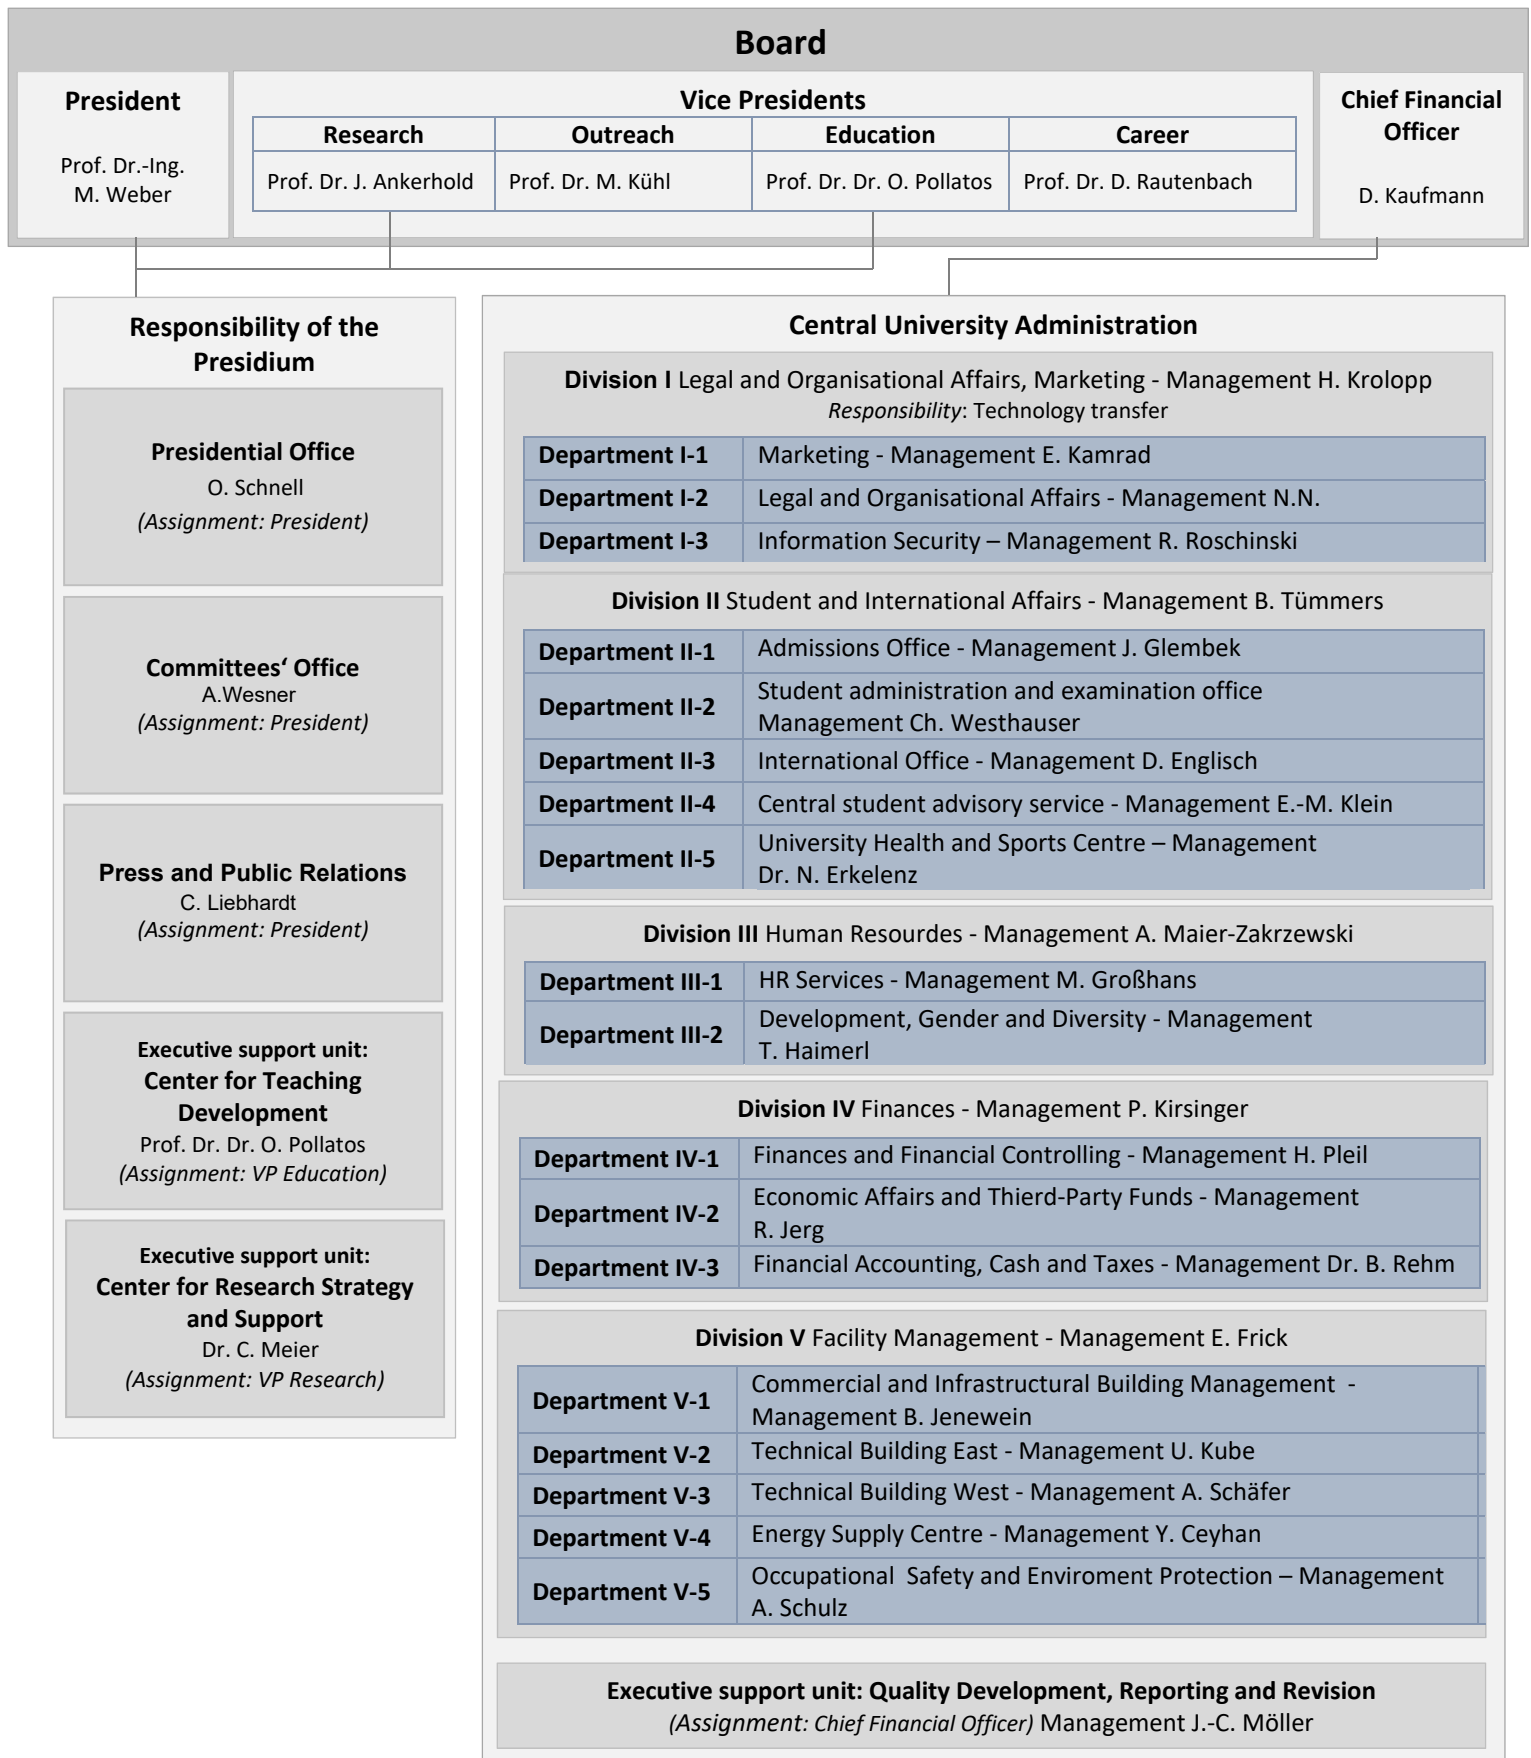 Board
President
Prof. Dr.-Ing.
M. Weber
Vice Presidents
Research
Outreach
Education
Career
Prof. Dr. J. Ankerhold
Prof. Dr. M. Kühl
Prof. Dr. Dr. O. Pollatos
Prof. Dr. D. Rautenbach
Chief Financial
Officer
D. Kaufmann
Responsibility of the
Presidium
Presidential Office
O. Schnell
(Assignment: President)
Committees‘ Office
A.Wesner
(Assignment: President)
Press and Public Relations
C. Liebhardt
(Assignment: President)
Executive support unit:
Center for Teaching
Development
Prof. Dr. Dr. O. Pollatos
(Assignment: VP Education)
Executive support unit:
Center for Research Strategy
and Support
Dr. C. Meier
(Assignment: VP Research)
Central University Administration
Division I Legal and Organisational Affairs, Marketing - Management H. Krolopp
Responsibility: Technology transfer
Department I-1 Marketing - Management E. Kamrad
Department I-2 Legal and Organisational Affairs - Management N.N.
Department I-3 Information Security – Management R. Roschinski
Division II Student and International Affairs - Management B. Tümmers
Department II-1 Admissions Office - Management J. Glembek
Department II-2 Student administration and examination office
Management Ch. Westhauser
Department II-3 International Office - Management D. Englisch
Department II-4 Central student advisory service - Management E.-M. Klein
Department II-5 University Health and Sports Centre – Management
Dr. N. Erkelenz
Division III Human Resourdes - Management A. Maier-Zakrzewski
Department III-1 HR Services - Management M. Großhans
Department III-2 Development, Gender and Diversity - Management
T. Haimerl
Division IV Finances - Management P. Kirsinger
Department IV-1 Finances and Financial Controlling - Management H. Pleil
Department IV-2 Economic Affairs and Thierd-Party Funds - Management
R. Jerg
Department IV-3 Financial Accounting, Cash and Taxes - Management Dr. B. Rehm
Division V Facility Management - Management E. Frick
Department V-1 Commercial and Infrastructural Building Management -
Management B. Jenewein
Department V-2 Technical Building East - Management U. Kube
Department V-3 Technical Building West - Management A. Schäfer
Department V-4 Energy Supply Centre - Management Y. Ceyhan
Department V-5 Occupational Safety and Enviroment Protection – Management
A. Schulz
Executive support unit: Quality Development, Reporting and Revision
(Assignment: Chief Financial Officer) Management J.-C. Möller